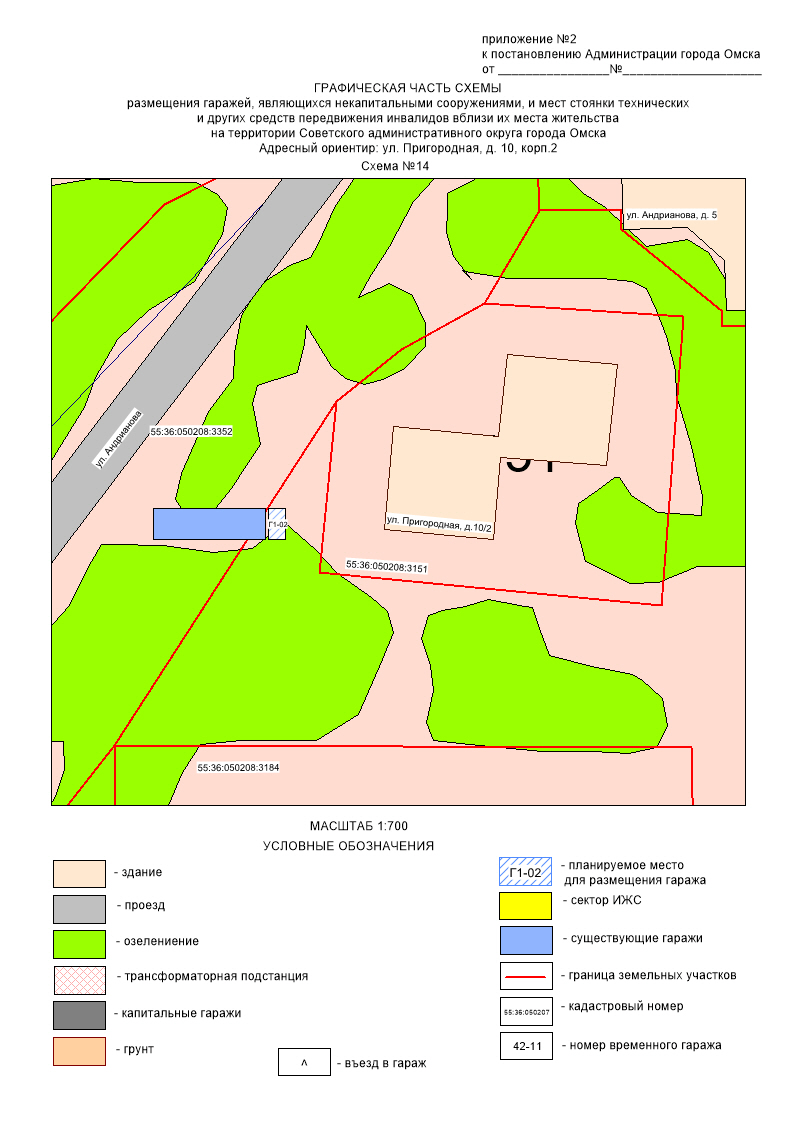 приложение №2
к постановлению Администрации города Омска
от ________________№____________________
ГРАФИЧЕСКАЯ ЧАСТЬ СХЕМЫ
размещения гаражей, являющихся некапитальными сооружениями, и мест стоянки технических
и других средств передвижения инвалидов вблизи их места жительства
на территории Советского административного округа города Омска
Адресный ориентир: ул. Пригородная, д. 10, корп.2
Схема №14
ул. Андрианова, д. 5
ул. Андрианова
55:36:050208:3352
Г1-02
ул. Пригородная, д.10/2
55:36:050208:3151
55:36:050208:3184
МАСШТАБ 1:700
УСЛОВНЫЕ ОБОЗНАЧЕНИЯ
- здание
- проезд
- озелениение
- трансформаторная подстанция
- капитальные гаражи
- грунт
^ - въезд в гараж
Г1-02 - планируемое место
для размещения гаража
- сектор ИЖС
- существующие гаражи
- граница земельных участков
55:36:050207 - кадастровый номер
42-11 - номер временного гаража